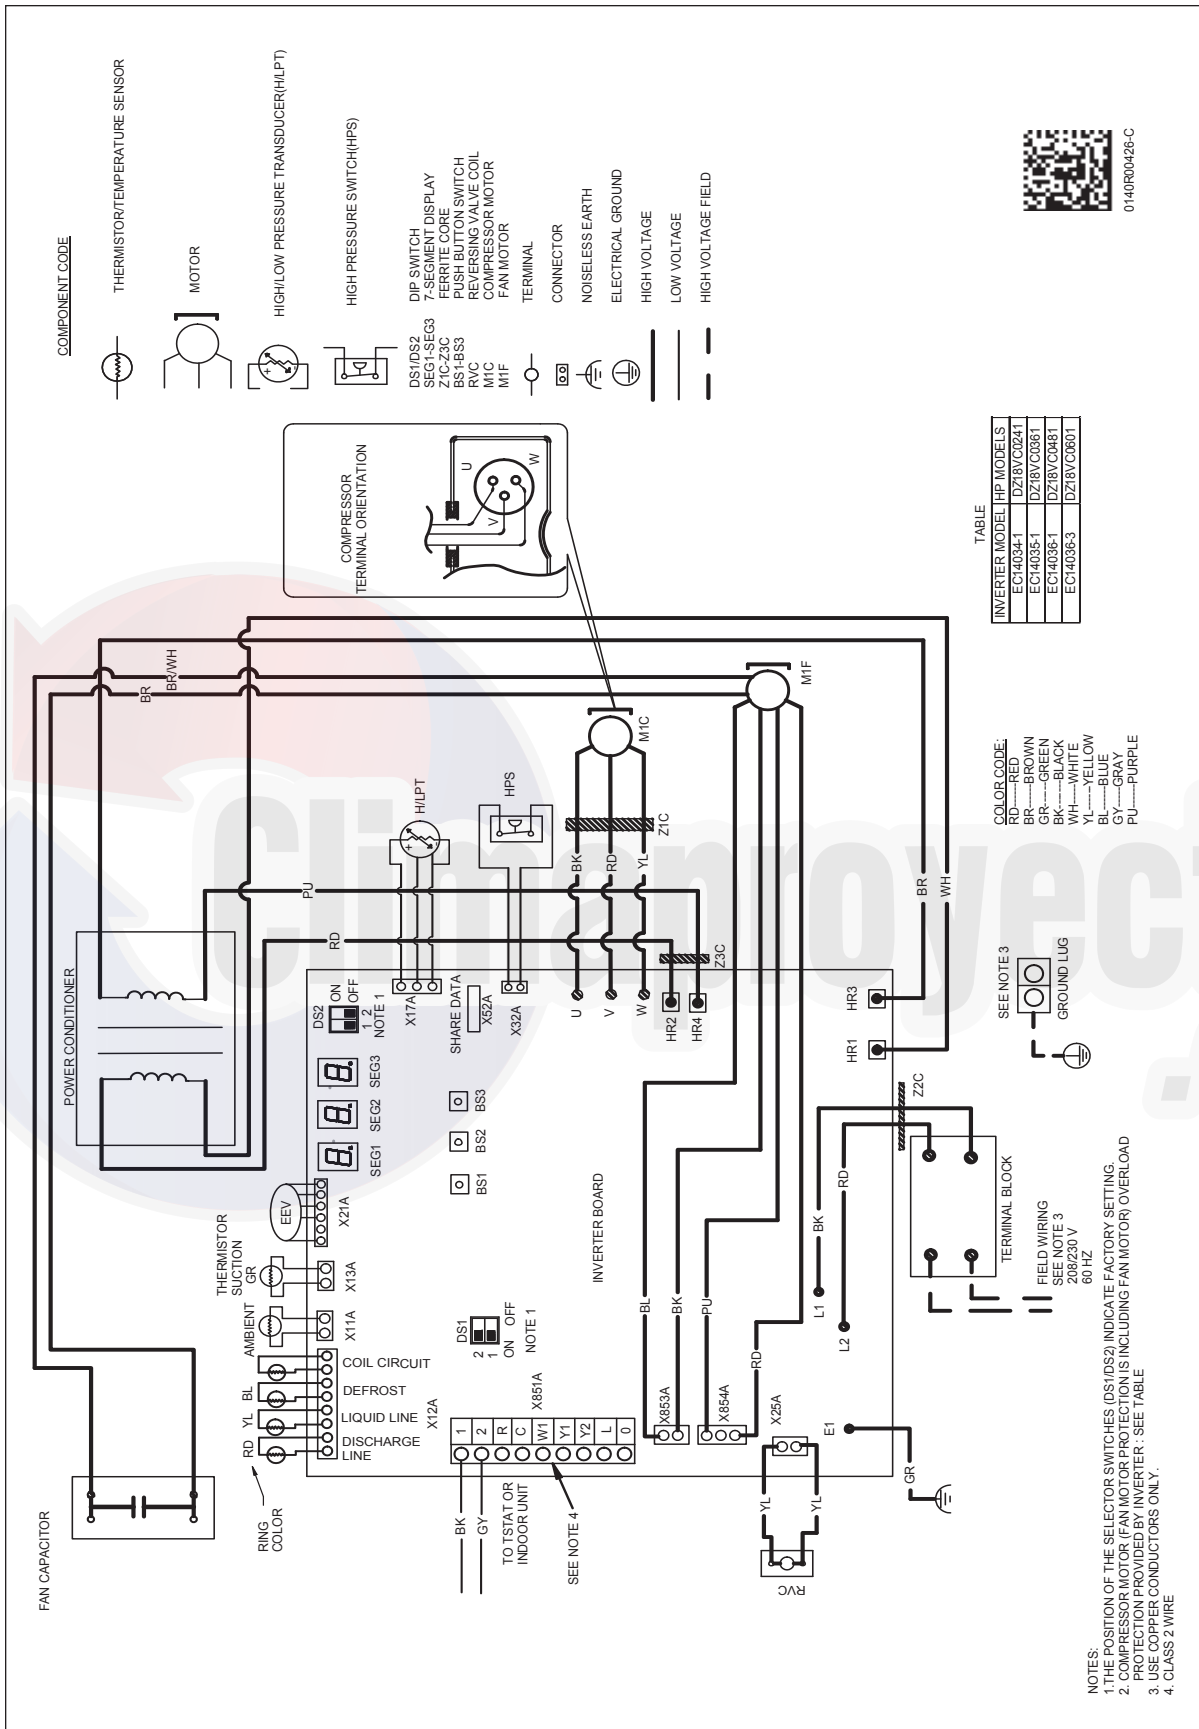 COMPONENT CODE
THERMISTOR/TEMPERATURE SENSOR
MOTOR
HIGH/LOW PRESSURE TRANSDUCER(H/LPT)
HIGH PRESSURE SWITCH(HPS)
DS1/DS2 DIP SWITCH
SEG1-SEG3 7-SEGMENT DISPLAY
Z1C-Z3C FERRITE CORE
BS1-BS3 PUSH BUTTON SWITCH
RVC REVERSING VALVE COIL
M1C COMPRESSOR MOTOR
M1F FAN MOTOR
TERMINAL
CONNECTOR
NOISELESS EARTH
ELECTRICAL GROUND
HIGH VOLTAGE
LOW VOLTAGE
HIGH VOLTAGE FIELD
0140R00426-C
COMPRESSOR
TERMINAL ORIENTATION
U
V
W
TABLE
INVERTER MODEL HP MODELS
EC14034-1 DZ18VC0241
EC14035-1 DZ18VC0361
EC14036-1 DZ18VC0481
EC14036-3 DZ18VC0601
FAN CAPACITOR
POWER CONDITIONER
BR
BR/WH
PU
RD
H/LPT
+
-
HPS
M1C
M1F
Z1C
BK
RD
YL
RING
COLOR
RD
YL
BL
AMBIENT
THERMISTOR
SUCTION
GR
EEV
COIL CIRCUIT
DEFROST
LIQUID LINE
DISCHARGE
LINE
X12A
X11A
X13A
X21A
SEG1
SEG2
SEG3
8.
8.
8.
DS2
ON
OFF
1 2
NOTE 1
X17A
SHARE DATA
X52A
X32A
BS1
BS2
BS3
U
V
W
HR2
HR4
Z3C
DS1
2
1
ON OFF
NOTE 1
INVERTER BOARD
X851A
1
2
R
C
W1
Y1
Y2
L
0
BK
GY
TO TSTAT OR
INDOOR UNIT
SEE NOTE 4
X853A
X854A
X25A
BL
BK
PU
RD
YL
YL
RVC
E1
GR
L1
L2
BK
RD
Z2C
HR1
HR3
BR
WH
TERMINAL BLOCK
FIELD WIRING
SEE NOTE 3
208/230 V
60 HZ
SEE NOTE 3
GROUND LUG
COLOR CODE:
RD-----RED
BR-----BROWN
GR-----GREEN
BK-----BLACK
WH----WHITE
YL-----YELLOW
BL-----BLUE
GY----GRAY
PU-----PURPLE
NOTES:
1.THE POSITION OF THE SELECTOR SWITCHES (DS1/DS2) INDICATE FACTORY SETTING.
2. COMPRESSOR MOTOR (FAN MOTOR PROTECTION IS INCLUDING FAN MOTOR) OVERLOAD
PROTECTION PROVIDED BY INVERTER : SEE TABLE
3. USE COPPER CONDUCTORS ONLY.
4. CLASS 2 WIRE
Climaproyec